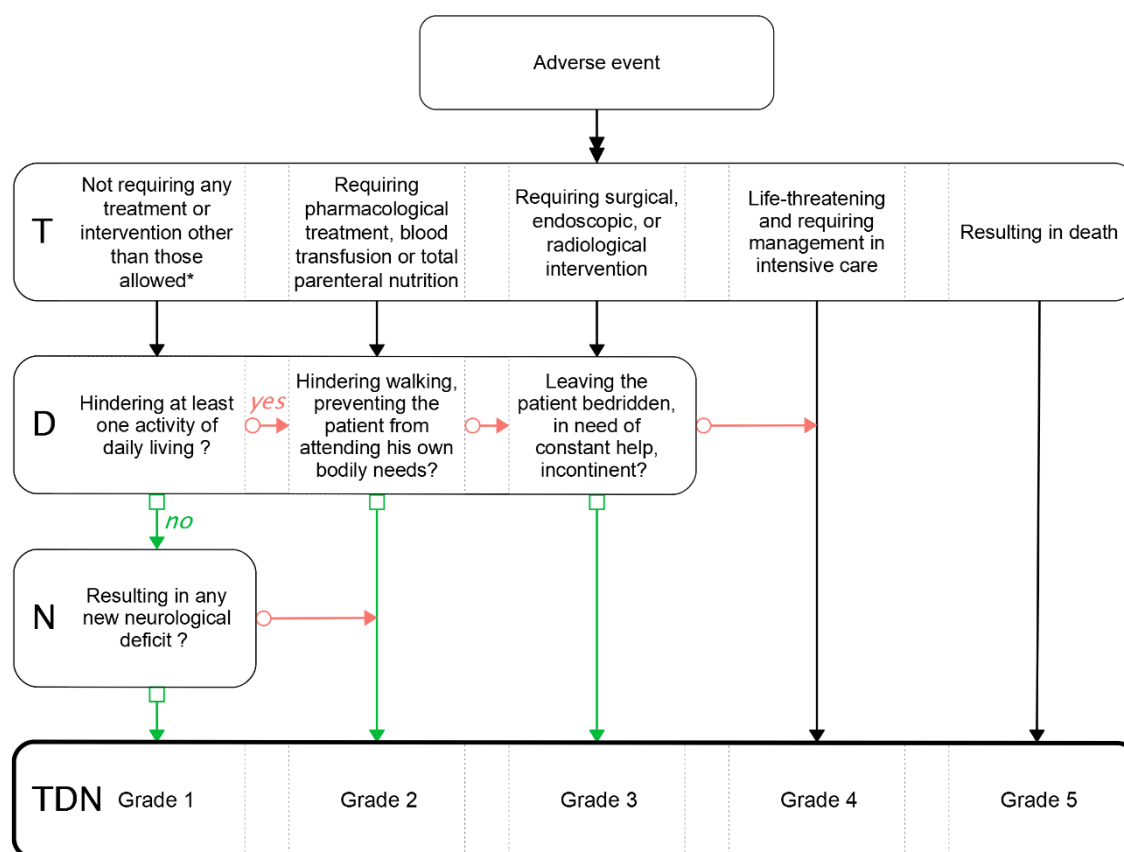 Adverse event
T
Not requiring any
treatment or
intervention other
than those
allowed*
Requiring
pharmacological
treatment, blood
transfusion or total
parenteral nutrition
Requiring surgical,
endoscopic, or
radiological
intervention
Life-threatening
and requiring
management in
intensive care
Resulting in death
D
Hindering at least
one activity of
daily living ?
yes
Hindering walking,
preventing the
patient from
attending his own
bodily needs?
Leaving the
patient bedridden,
in need of
constant help,
incontinent?
no
N
Resulting in any
new neurological
deficit ?
TDN
Grade 1
Grade 2
Grade 3
Grade 4
Grade 5